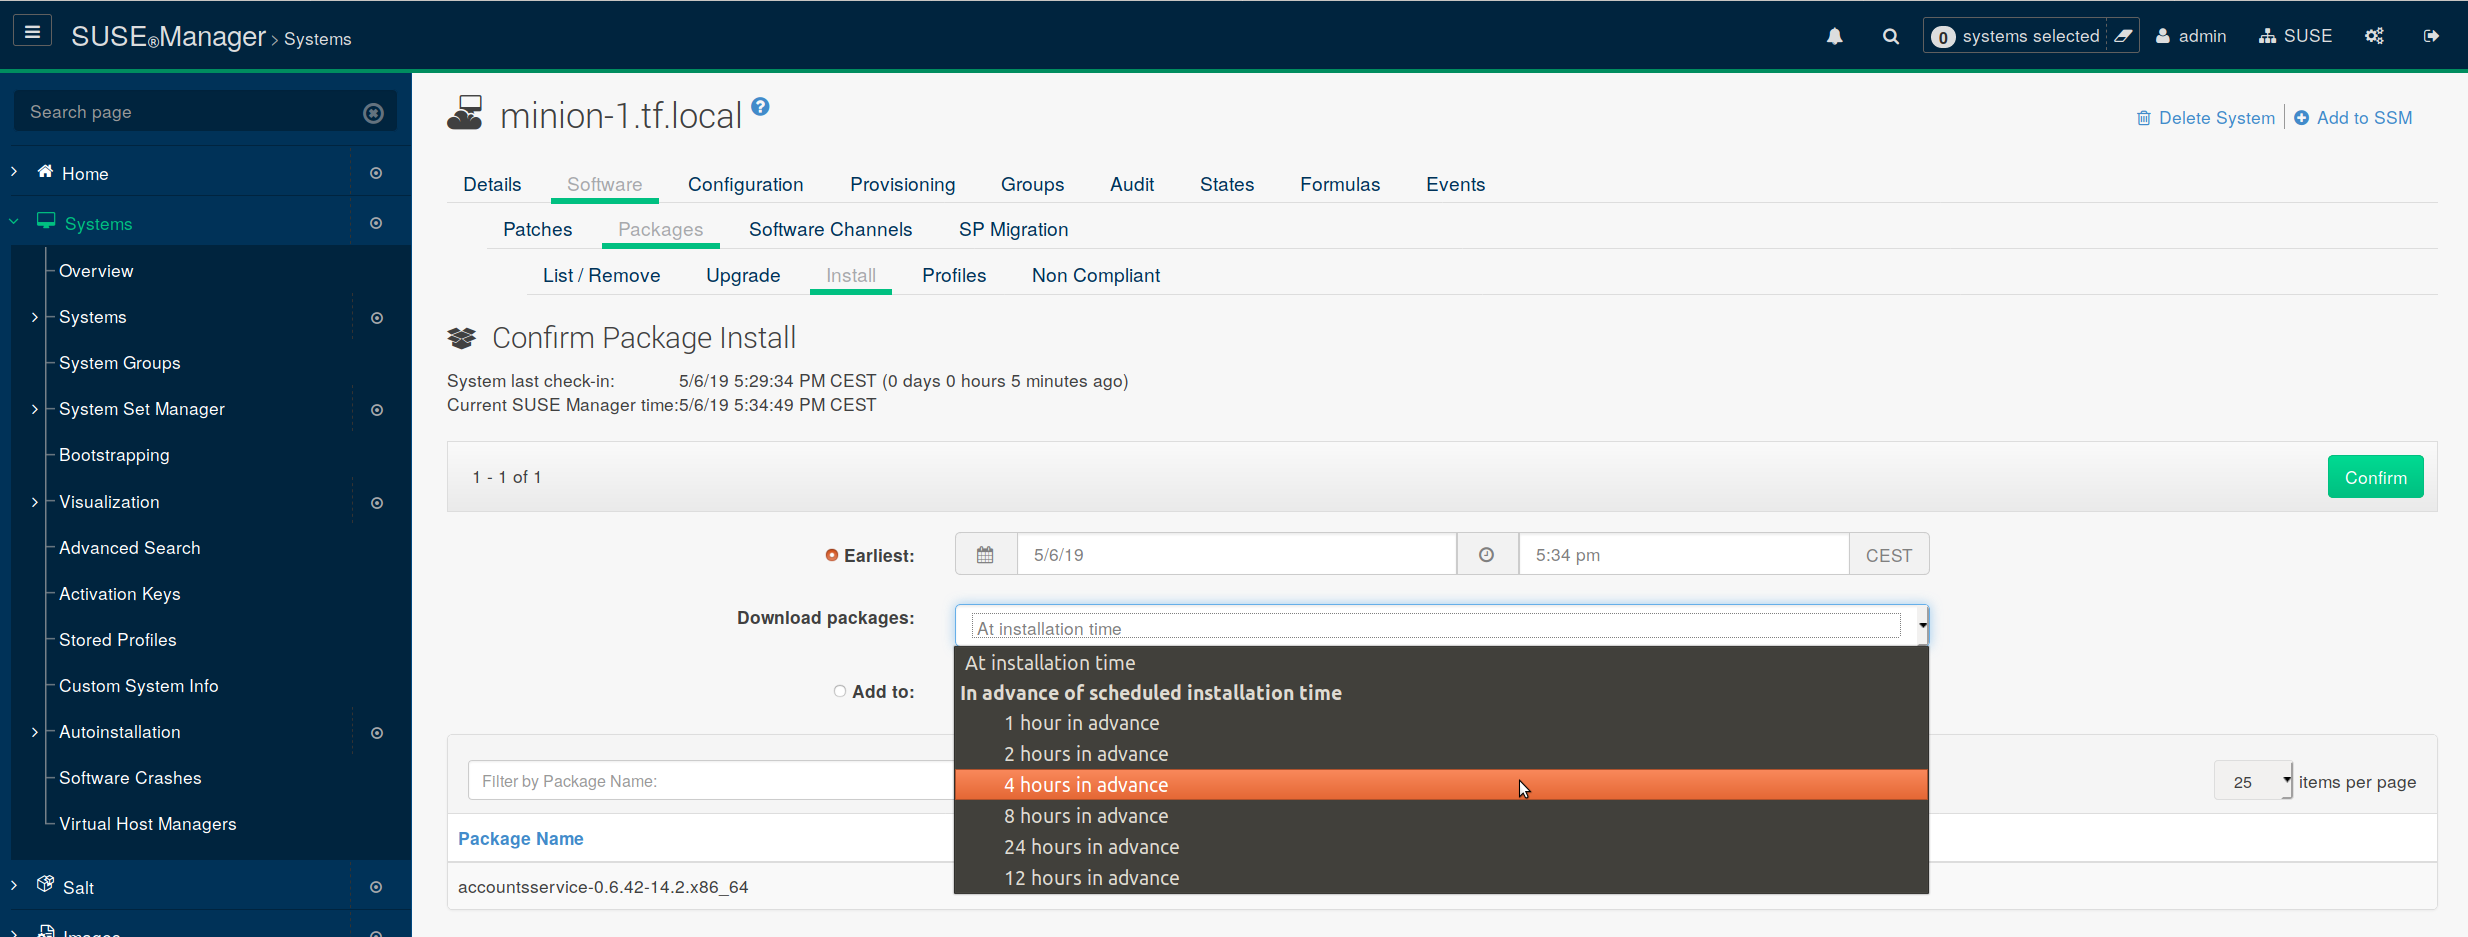 SUSE®Manager > Systems
0 systems selected
admin
SUSE
Search page
Home
Systems
Overview
Systems
System Groups
System Set Manager
Bootstrapping
Visualization
Advanced Search
Activation Keys
Stored Profiles
Custom System Info
Autoinstallation
Software Crashes
Virtual Host Managers
Salt
Images
minion-1.tf.local ?
Delete System
Add to SSM
Details Software Configuration Provisioning Groups Audit States Formulas Events
Patches Packages Software Channels SP Migration
List / Remove Upgrade Install Profiles Non Compliant
Confirm Package Install
System last check-in: 5/6/19 5:29:34 PM CEST (0 days 0 hours 5 minutes ago)
Current SUSE Manager time: 5/6/19 5:34:49 PM CEST
1 - 1 of 1
Confirm
Earliest: 5/6/19 5:34 pm CEST
Download packages: At installation time
At installation time
In advance of scheduled installation time
1 hour in advance
2 hours in advance
4 hours in advance
8 hours in advance
24 hours in advance
12 hours in advance
Add to:
Filter by Package Name:
25 items per page
Package Name
accountsservice-0.6.42-14.2.x86_64